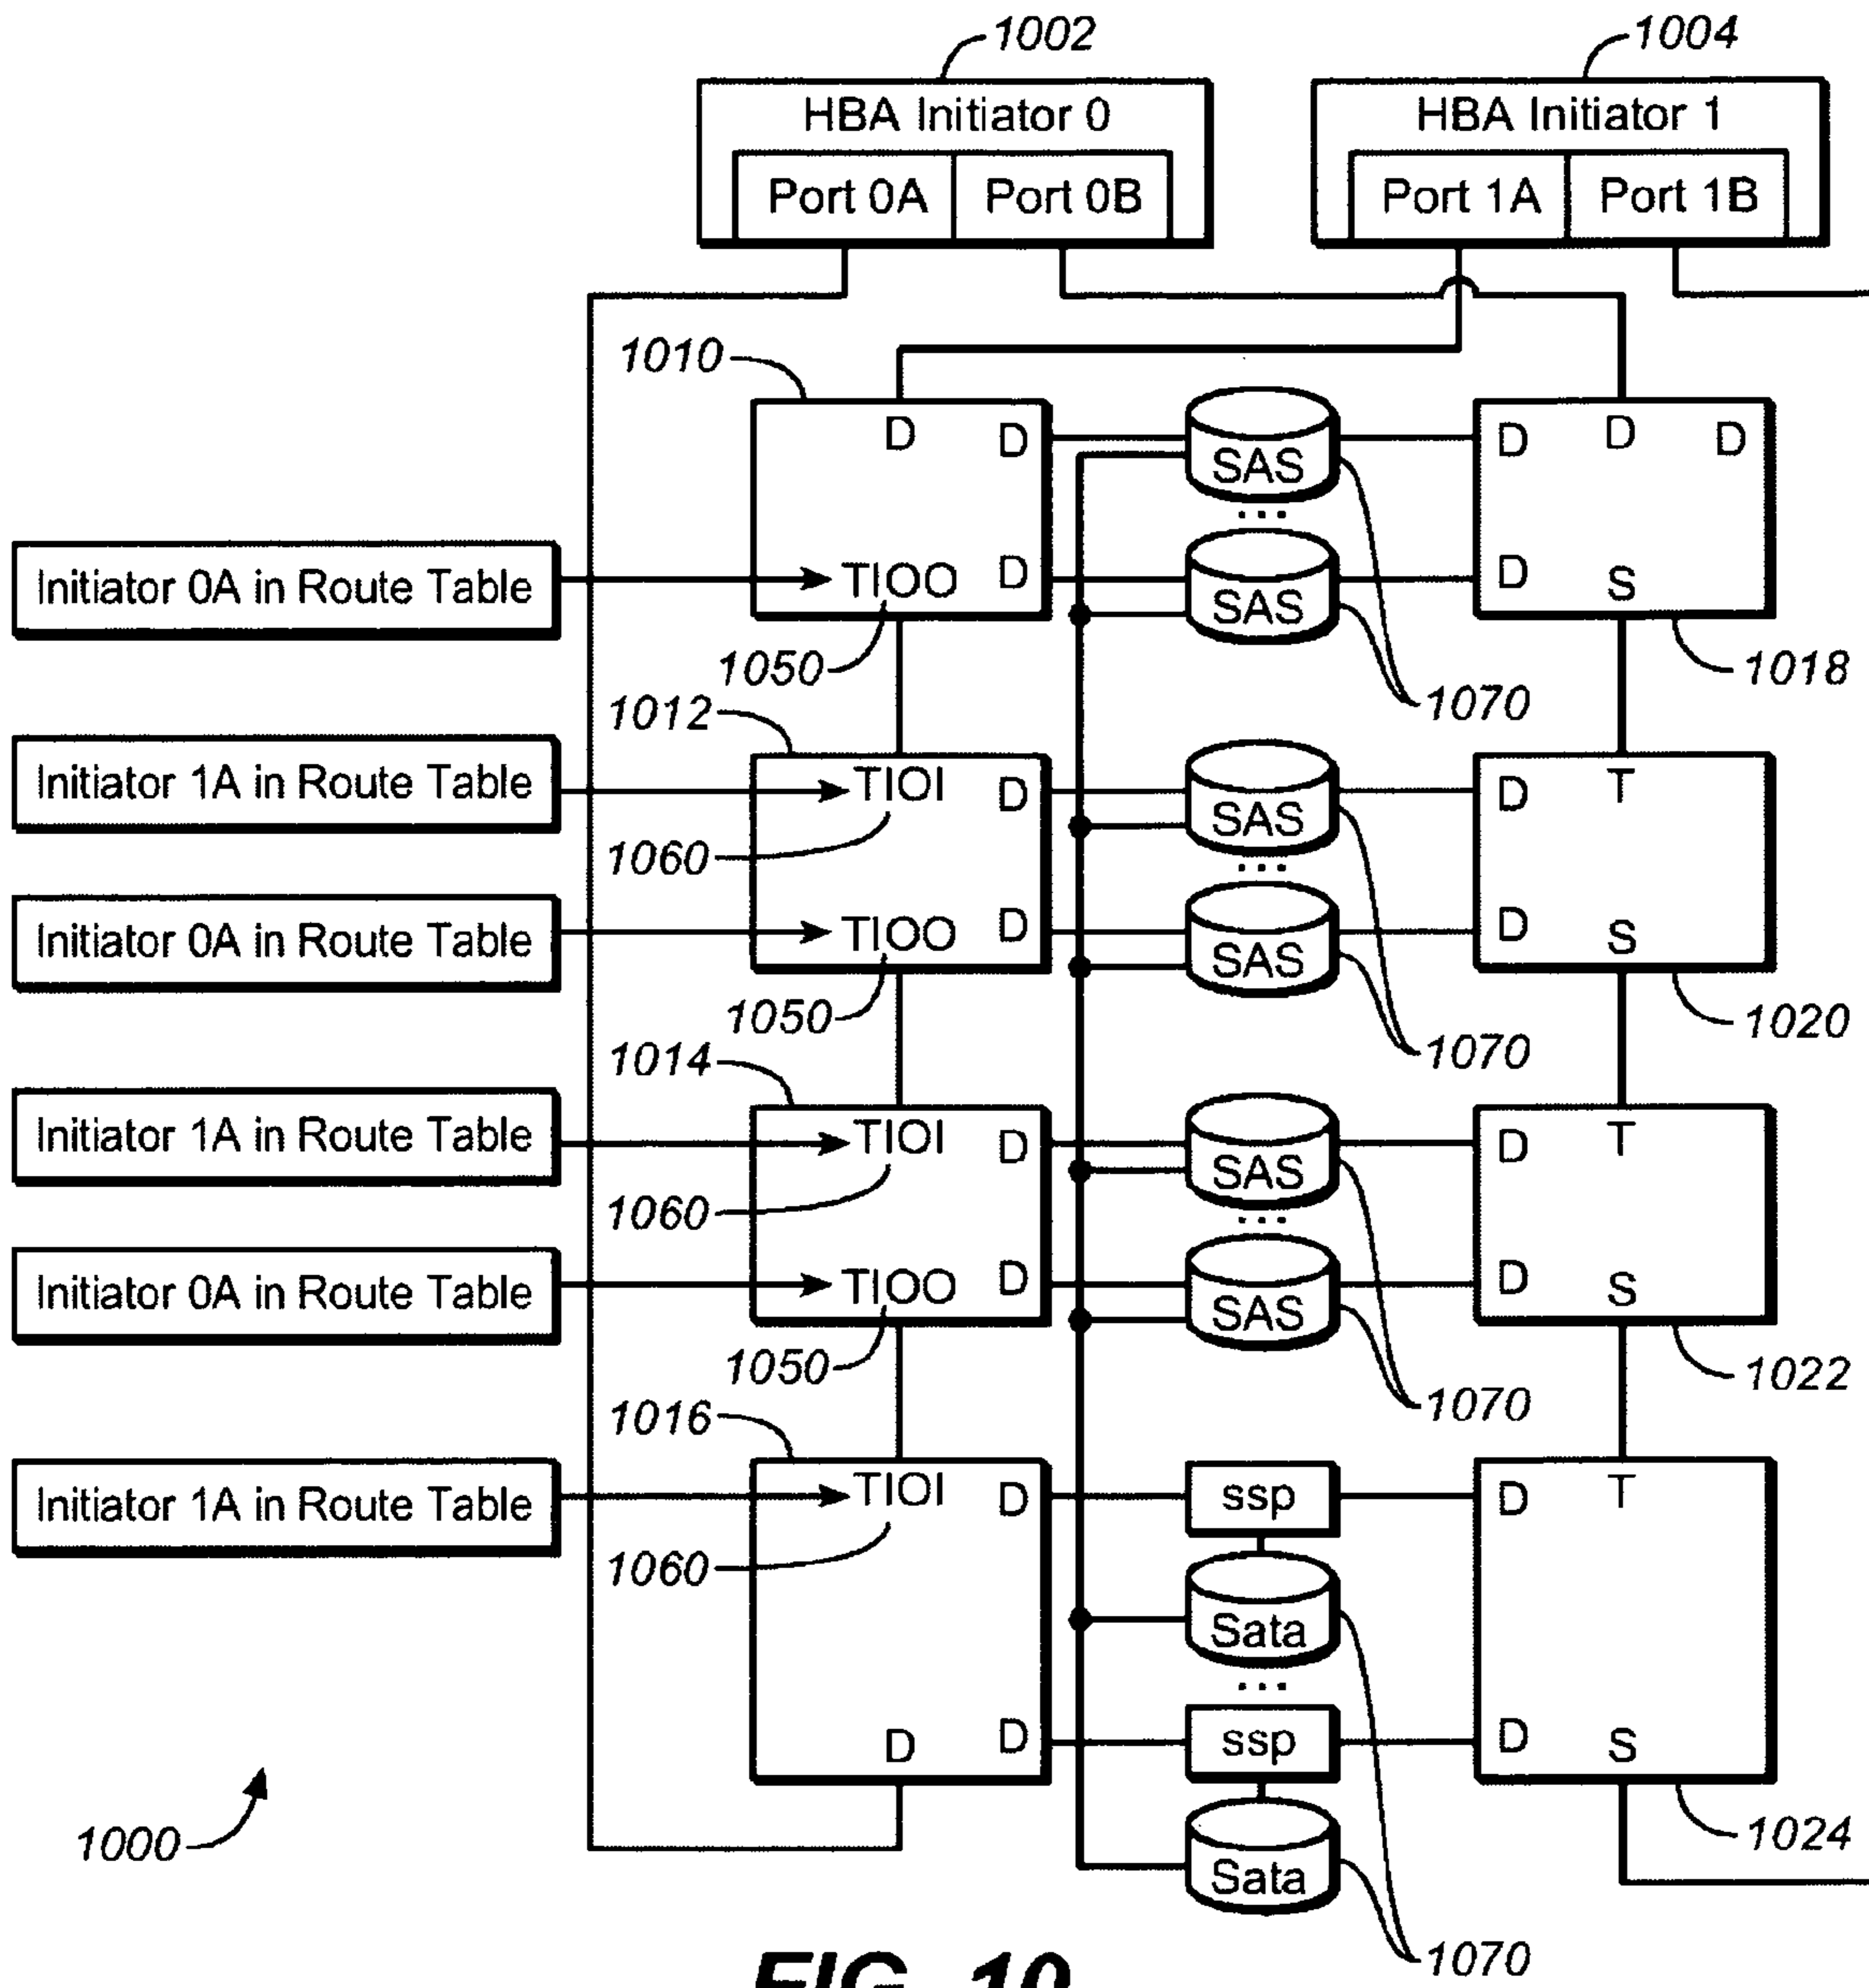 1002
1004
HBA Initiator 0
HBA Initiator 1
Port 0A Port 0B
Port 1A Port 1B
1010
D D
SAS
D D D
...
Initiator 0A in Route Table
TIOO D
SAS
D S
1050
1018
1070
1012
Initiator 1A in Route Table
TIOI D
SAS
D T
1060
...
Initiator 0A in Route Table
TIOO D
SAS
D S
1050
1020
1070
1014
Initiator 1A in Route Table
TIOI D
SAS
D T
1060
...
Initiator 0A in Route Table
TIOO D
SAS
D S
1050
1022
1070
1016
Initiator 1A in Route Table
TIOI D
ssp
D T
1060
Sata
...
D D
ssp
D S
1000
1024
Sata
1070
FIG. 10